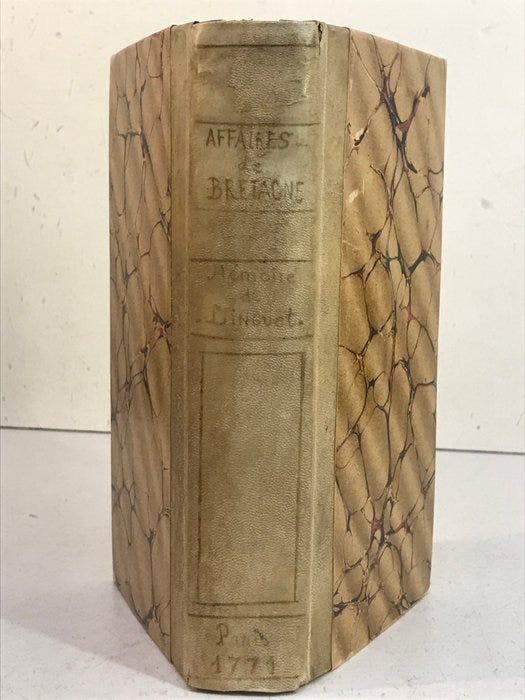 AFFAIRES
de
BRETAGNE
Mémoire
de
LINGUET.
Paris
1771